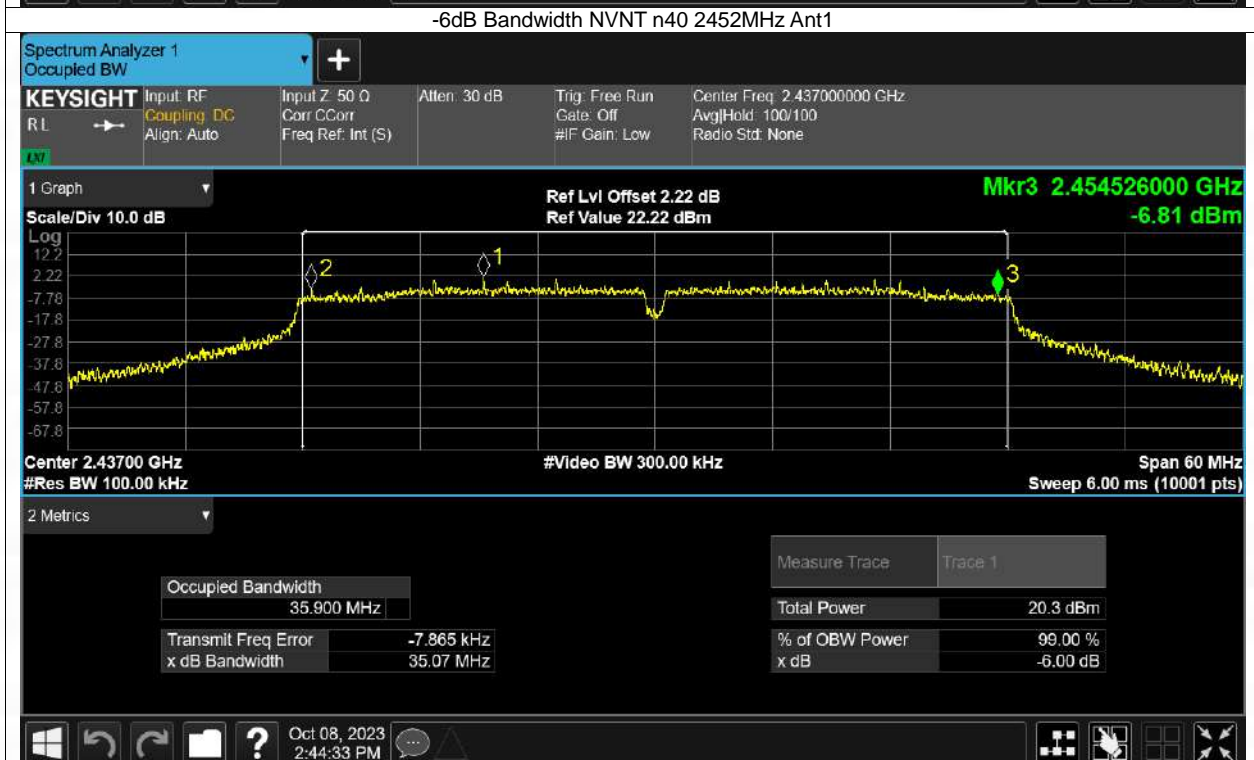 -6dB Bandwidth NVNT n40 2452MHz Ant1
Spectrum Analyzer 1
Occupied BW
+
KEYSIGHT Input: RF Input Z: 50 Ω Atten: 30 dB Trig: Free Run Center Freq: 2.437000000 GHz
RL Coupling: DC Corr CCorr Gate: Off Avg|Hold: 100/100
Align: Auto Freq Ref: Int (S) #IF Gain: Low Radio Std: None
LXI
1 Graph Ref Lvl Offset 2.22 dB Mkr3 2.454526000 GHz
Scale/Div 10.0 dB Ref Value 22.22 dBm -6.81 dBm
Log
12.2
2.22
-7.78
-17.8
-27.8
-37.8
-47.8
-57.8
-67.8
2 1 3
Center 2.43700 GHz #Video BW 300.00 kHz Span 60 MHz
#Res BW 100.00 kHz Sweep 6.00 ms (10001 pts)
2 Metrics
Measure Trace Trace 1
Occupied Bandwidth
35.900 MHz Total Power 20.3 dBm
Transmit Freq Error -7.865 kHz % of OBW Power 99.00 %
x dB Bandwidth 35.07 MHz x dB -6.00 dB
? Oct 08, 2023
2:44:33 PM